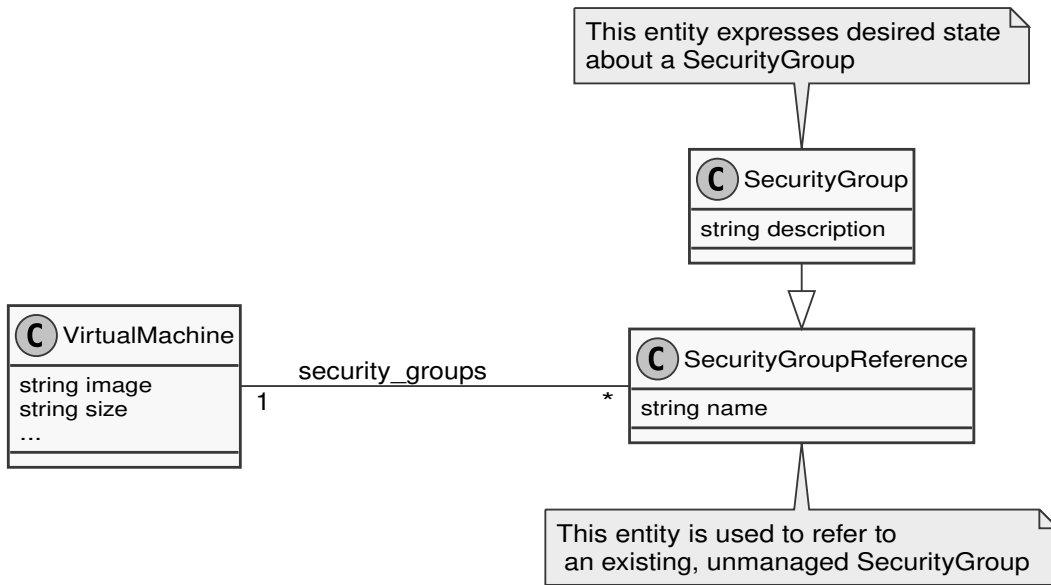 This entity expresses desired state
about a SecurityGroup
C SecurityGroup
string description
C VirtualMachine
string image
string size
...
security_groups
1
*
C SecurityGroupReference
string name
This entity is used to refer to
an existing, unmanaged SecurityGroup